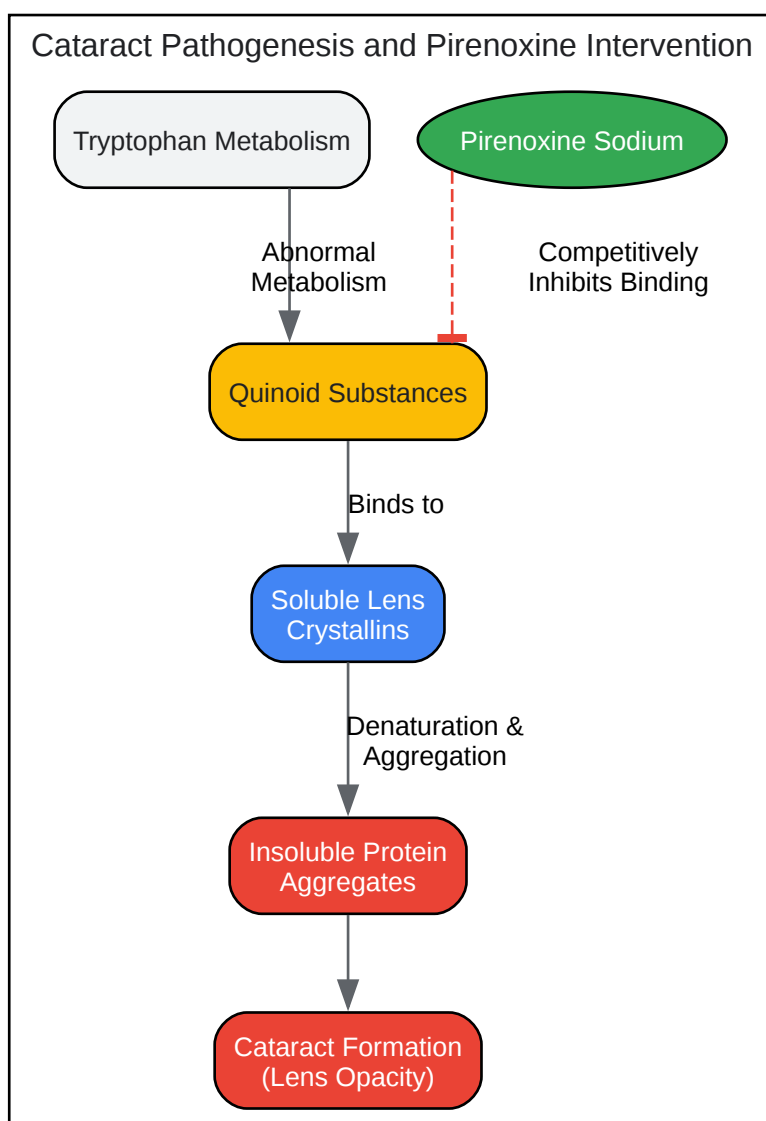 Cataract Pathogenesis and Pirenoxine Intervention
Tryptophan Metabolism
Pirenoxine Sodium
Abnormal
Metabolism
Competitively
Inhibits Binding
Quinoid Substances
Binds to
Soluble Lens
Crystallins
Denaturation &
Aggregation
Insoluble Protein
Aggregates
Cataract Formation
(Lens Opacity)